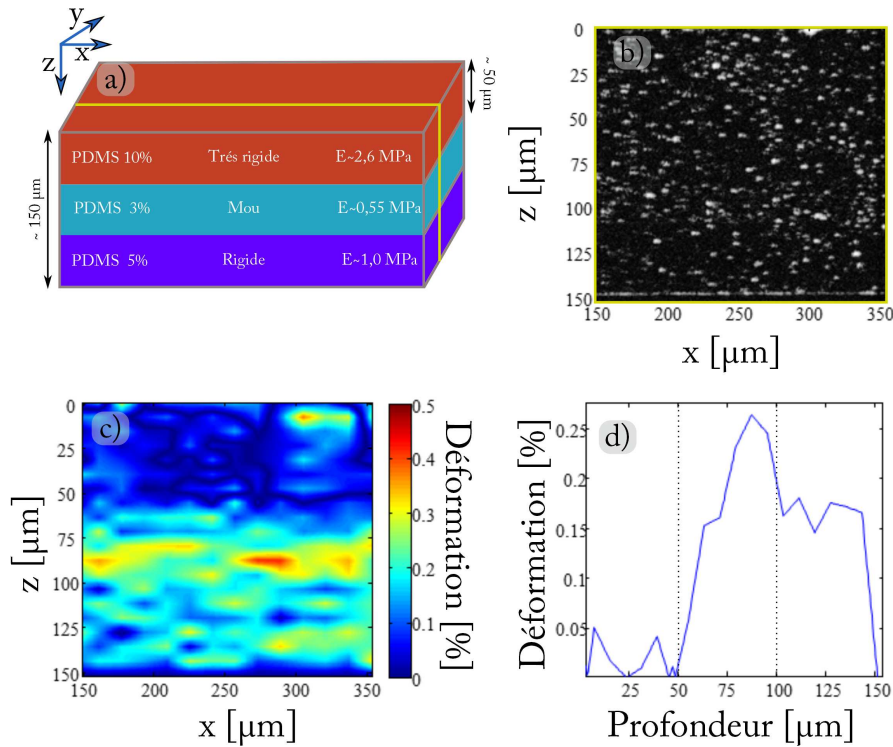 y
x
z
a)
~ 50 μm
~ 150 μm
PDMS 10% Trés rigide E~2,6 MPa
PDMS 3% Mou E~0,55 MPa
PDMS 5% Rigide E~1,0 MPa
b)
0
25
50
75
100
125
150
z [μm]
150 200 250 300 350
x [μm]
c)
0
25
50
75
100
125
150
z [μm]
150 200 250 300 350
x [μm]
0.5
0.4
0.3
0.2
0.1
0
Déformation [%]
d)
0.25
0.2
0.15
0.1
0.05
Déformation [%]
25 50 75 100 125 150
Profondeur [μm]